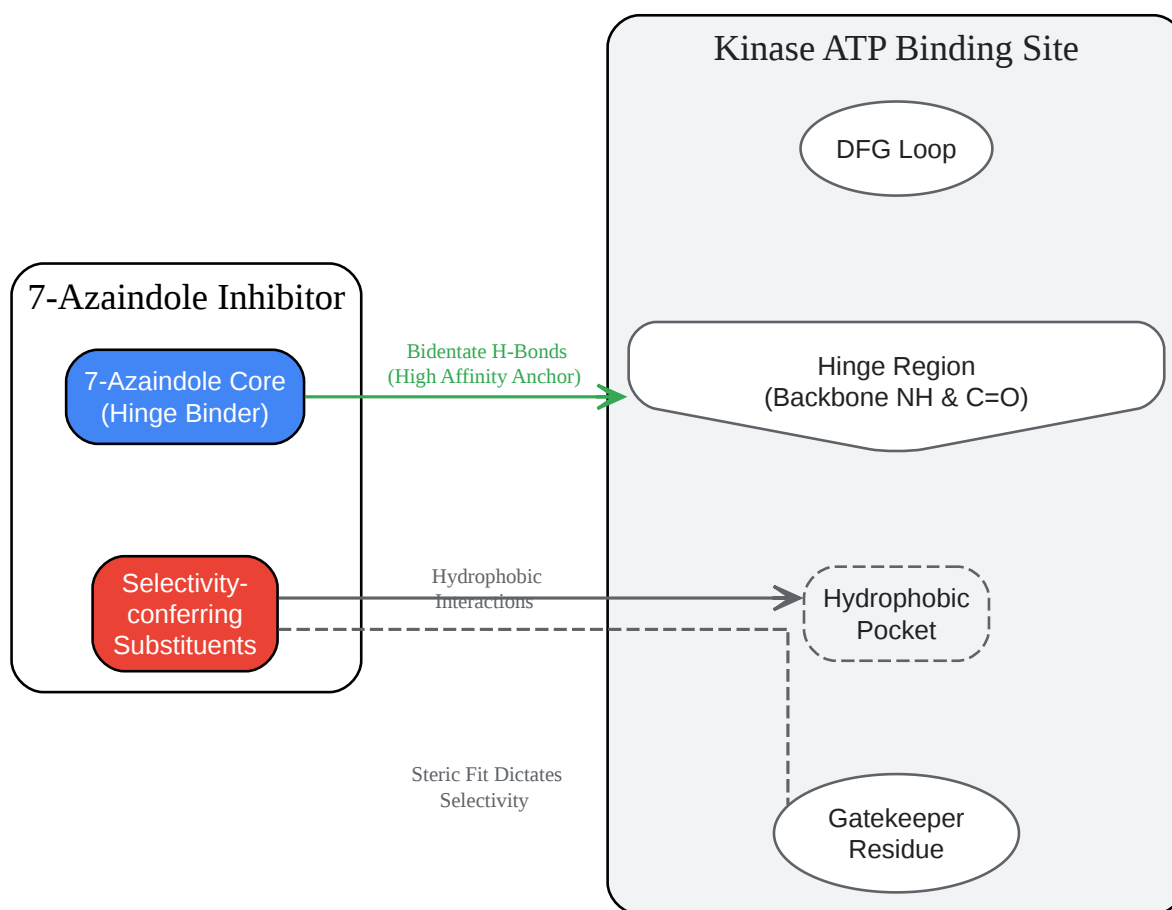 Kinase ATP Binding Site
DFG Loop
7-Azaindole Inhibitor
7-Azaindole Core
(Hinge Binder)
Bidentate H-Bonds
(High Affinity Anchor)
Hinge Region
(Backbone NH & C=O)
Selectivity-
conferring
Substituents
Hydrophobic
Interactions
Hydrophobic
Pocket
Steric Fit Dictates
Selectivity
Gatekeeper
Residue